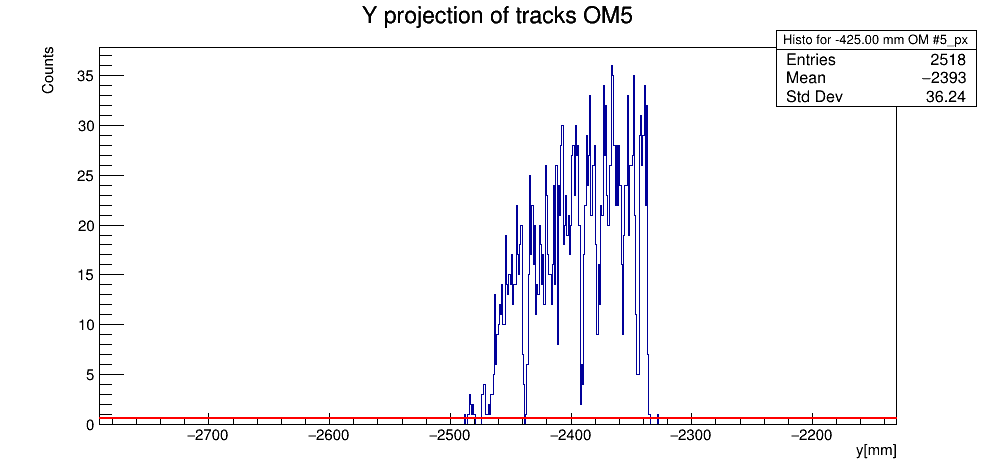 Y projection of tracks OM5
Histo for -425.00 mm OM #5_px
Entries 2518
Mean −2393
Std Dev 36.24
Counts
35
30
25
20
15
10
5
0
−2700 −2600 −2500 −2400 −2300 −2200
y[mm]